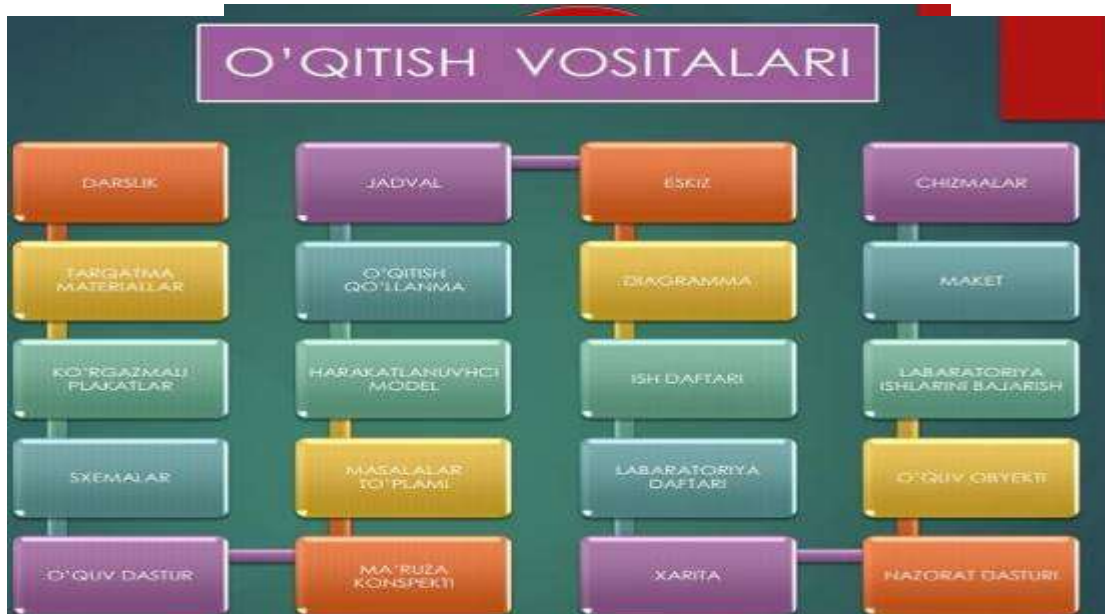 O'QITISH VOSITALARI
DARSLIK
JADVAL
ESKIZ
CHIZMALAR
TARQATMA
MATERIALLAR
O'QITISH
QO'LLANMA
DIAGRAMMA
MAKET
KO'RGAZMALI
PLAKATLAR
HARAKATLANUVHCI
MODEL
ISH DAFTARI
LABARATORIYA
ISHLARINI BAJARISH
SXEMALAR
MASALALAR
TO'PLAMI
LABARATORIYA
DAFTARI
O'QUV OBYEKTI
O'QUV DASTUR
MA'RUZA
KONSPEKTI
XARITA
NAZORAT DASTURI